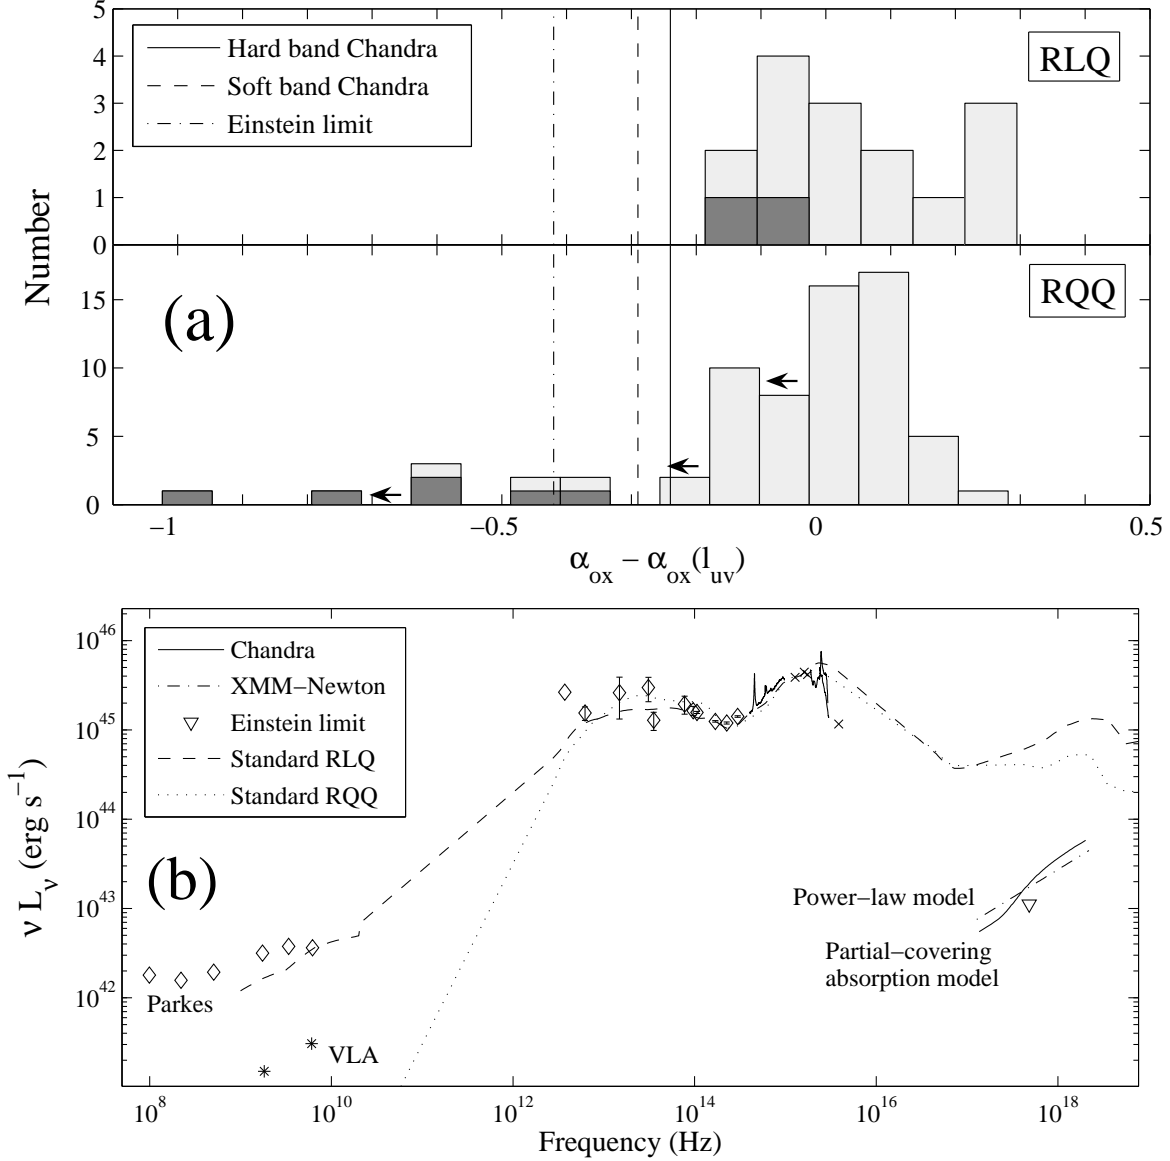 5
4
3
2
1
0
Hard band Chandra
Soft band Chandra
Einstein limit
RLQ
Number
15
10
5
0
(a)
RQQ
−1
−0.5
0
0.5
α_ox − α_ox(l_uv)
10^46
10^45
10^44
10^43
10^42
Chandra
XMM−Newton
Einstein limit
Standard RLQ
Standard RQQ
ν L_ν (erg s^−1)
(b)
Power−law model
Partial−covering
absorption model
Parkes
VLA
10^8
10^10
10^12
10^14
10^16
10^18
Frequency (Hz)